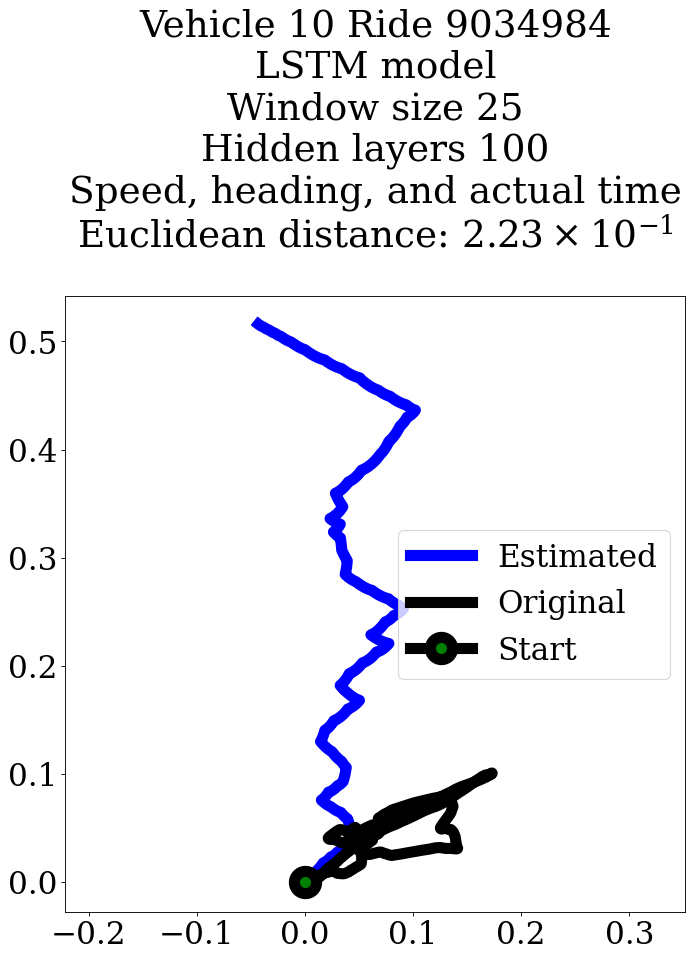 Vehicle 10 Ride 9034984
LSTM model
Window size 25
Hidden layers 100
Speed, heading, and actual time
Euclidean distance: 2.23 × 10⁻¹
0.5
0.4
0.3
0.2
0.1
0.0
Estimated
Original
Start
−0.2 −0.1 0.0 0.1 0.2 0.3